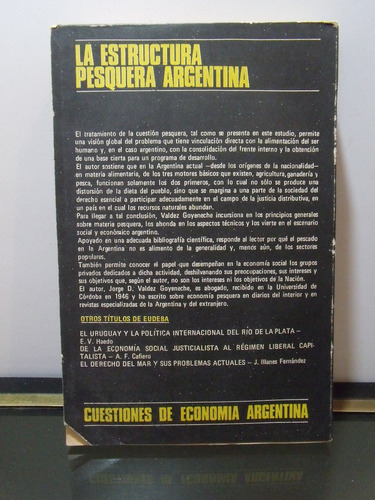 LA ESTRUCTURA
PESQUERA ARGENTINA
El tratamiento de la cuestión pesquera, tal como se presenta en este estudio, permite
una visión global del problema que tiene vinculación directa con la alimentación del ser
humano y, en el caso argentino, con la consolidación del frente interno y la obtención
de una base cierta para un programa de desarrollo.
El autor sostiene que en la Argentina actual —desde los orígenes de la nacionalidad—
en materia alimentaria, de los tres motores básicos que existen, agricultura, ganadería y
pesca, funcionan solamente los dos primeros, con lo cual no sólo se produce una
distorsión de la dieta del pueblo, sino que se margina a una parte de la sociedad del
derecho esencial a participar adecuadamente en el campo de la justicia distributiva, en
un país en el cual los recursos naturales abundan.
Para llegar a tal conclusión, Valdez Goyeneche incursiona en los principios generales
sobre materia pesquera, los ahonda en los aspectos técnicos y los vierte en el escenario
social y econòmico argentino.
Apoyado en una adecuada bibliografía científica, responde al lector por qué el pescado
en la Argentina no es alimento de la generalidad y, menos aún, de los sectores
populares.
También permite conocer el papel que desempeñan en la economía social los grupos
privados dedicados a dicha actividad, deshilvanando sus preocupaciones, sus intereses y
sus objetivos que, según el autor, no son los intereses ni los objetivos de la Nación.
El autor, Jorge D. Valdez Goyeneche, es abogado, recibido en la Universidad de
Córdoba en 1946 y ha escrito sobre economía pesquera en diarios del interior y en
revistas especializadas de la Argentina y del extranjero.
OTROS TÍTULOS DE EUDEBA
EL URUGUAY Y LA POLÍTICA INTERNACIONAL DEL RÍO DE LA PLATA —
E. V. Haedo
DE LA ECONOMÍA SOCIAL JUSTICIALISTA AL RÉGIMEN LIBERAL CAPI-
TALISTA — A. F. Cafiero
EL DERECHO DEL MAR Y SUS PROBLEMAS ACTUALES — J. Illanes Fernández
CUESTIONES DE ECONOMIA ARGENTINA